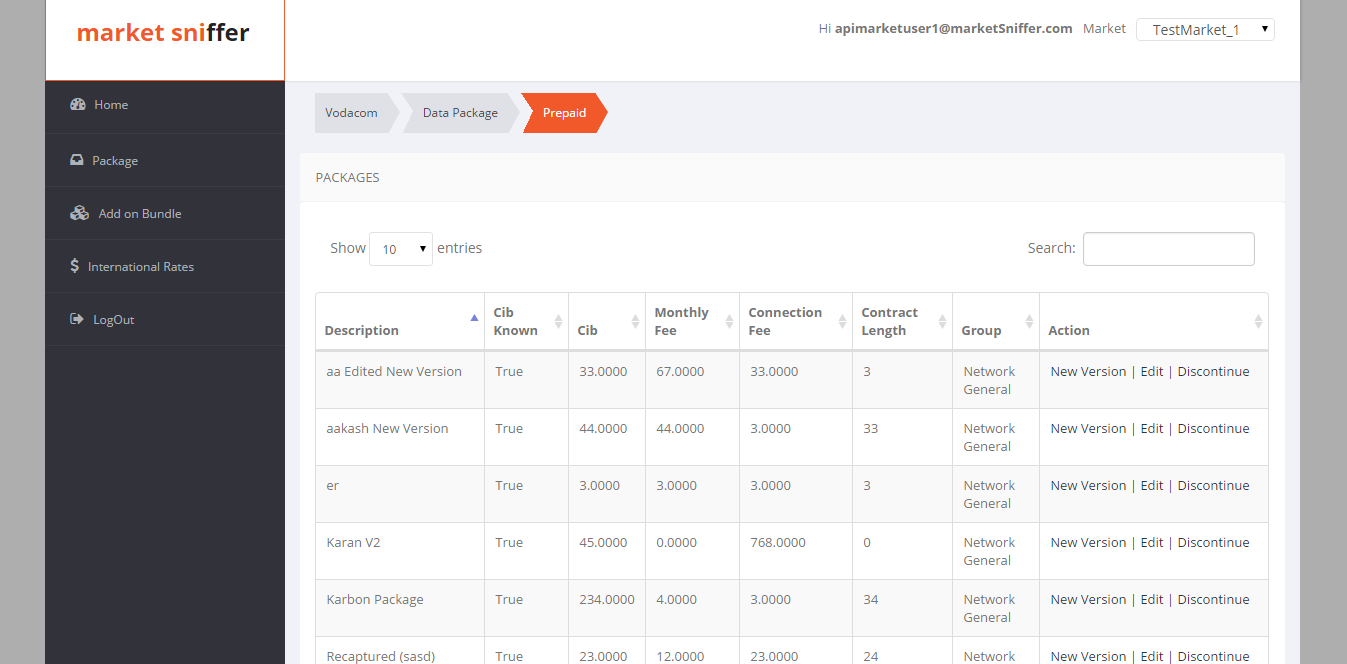 market sniffer
Hi apimarketuser1@marketSniffer.com Market TestMarket_1
Home
Package
Add on Bundle
International Rates
LogOut
Vodacom Data Package Prepaid
PACKAGES
Show 10 entries Search:
Description Cib Known Cib Monthly Fee Connection Fee Contract Length Group Action
aa Edited New Version True 33.0000 67.0000 33.0000 3 Network General New Version | Edit | Discontinue
aakash New Version True 44.0000 44.0000 3.0000 33 Network General New Version | Edit | Discontinue
er True 3.0000 3.0000 3.0000 3 Network General New Version | Edit | Discontinue
Karan V2 True 45.0000 0.0000 768.0000 0 Network General New Version | Edit | Discontinue
Karbon Package True 234.0000 4.0000 3.0000 34 Network General New Version | Edit | Discontinue
Recaptured (sasd) True 23.0000 12.0000 23.0000 24 Network New Version | Edit | Discontinue